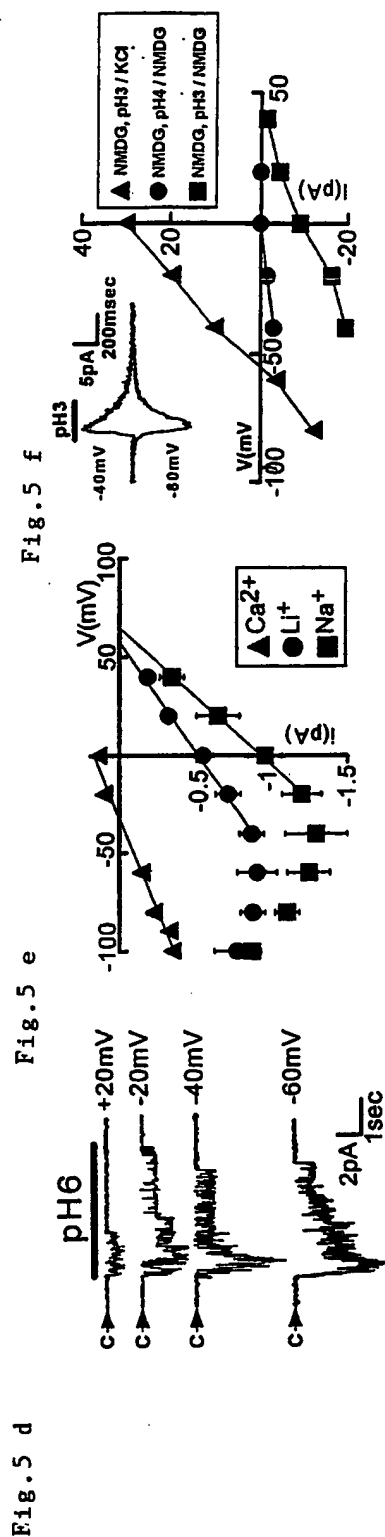 Fig.5 d
pH6
C
+20mV
C
-20mV
C
-40mV
C
-60mV
2pA
1sec
Fig.5 e
100
V(mV)
50
0
-50
-100
-0.5
-1
-1.5
i(pA)
Ca2+
Li+
Na+
Fig.5 f
pH3
-40mV
-80mV
5pA
200msec
NMDG, pH3 / KCl
NMDG, pH4 / NMDG
NMDG, pH3 / NMDG
40
20
-20
i(pA)
50
-50
-100
V(mV